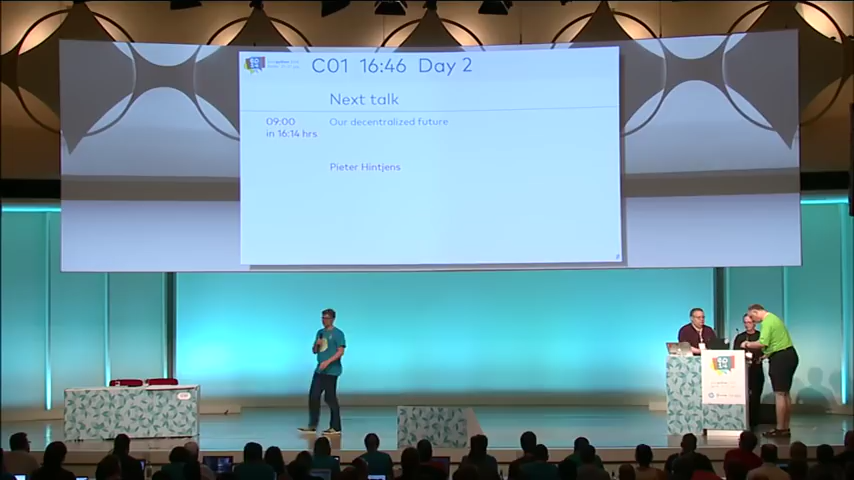 C01 16:46 Day 2
Next talk
09:00 Our decentralized future
in 16:14 hrs
Pieter Hintjens